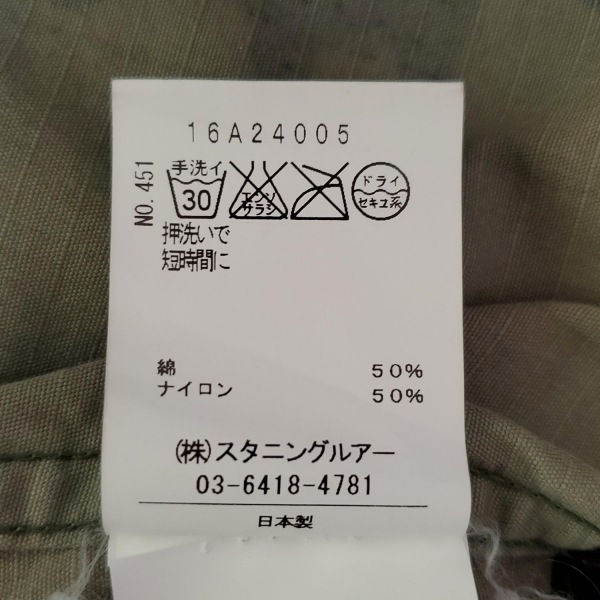 16A24005
NO. 451
手洗イ
30
エンソ
サラシ
ドライ
セキユ系
押洗いで
短時間に
綿 50%
ナイロン 50%
(株)スタニングルアー
03-6418-4781
日本製